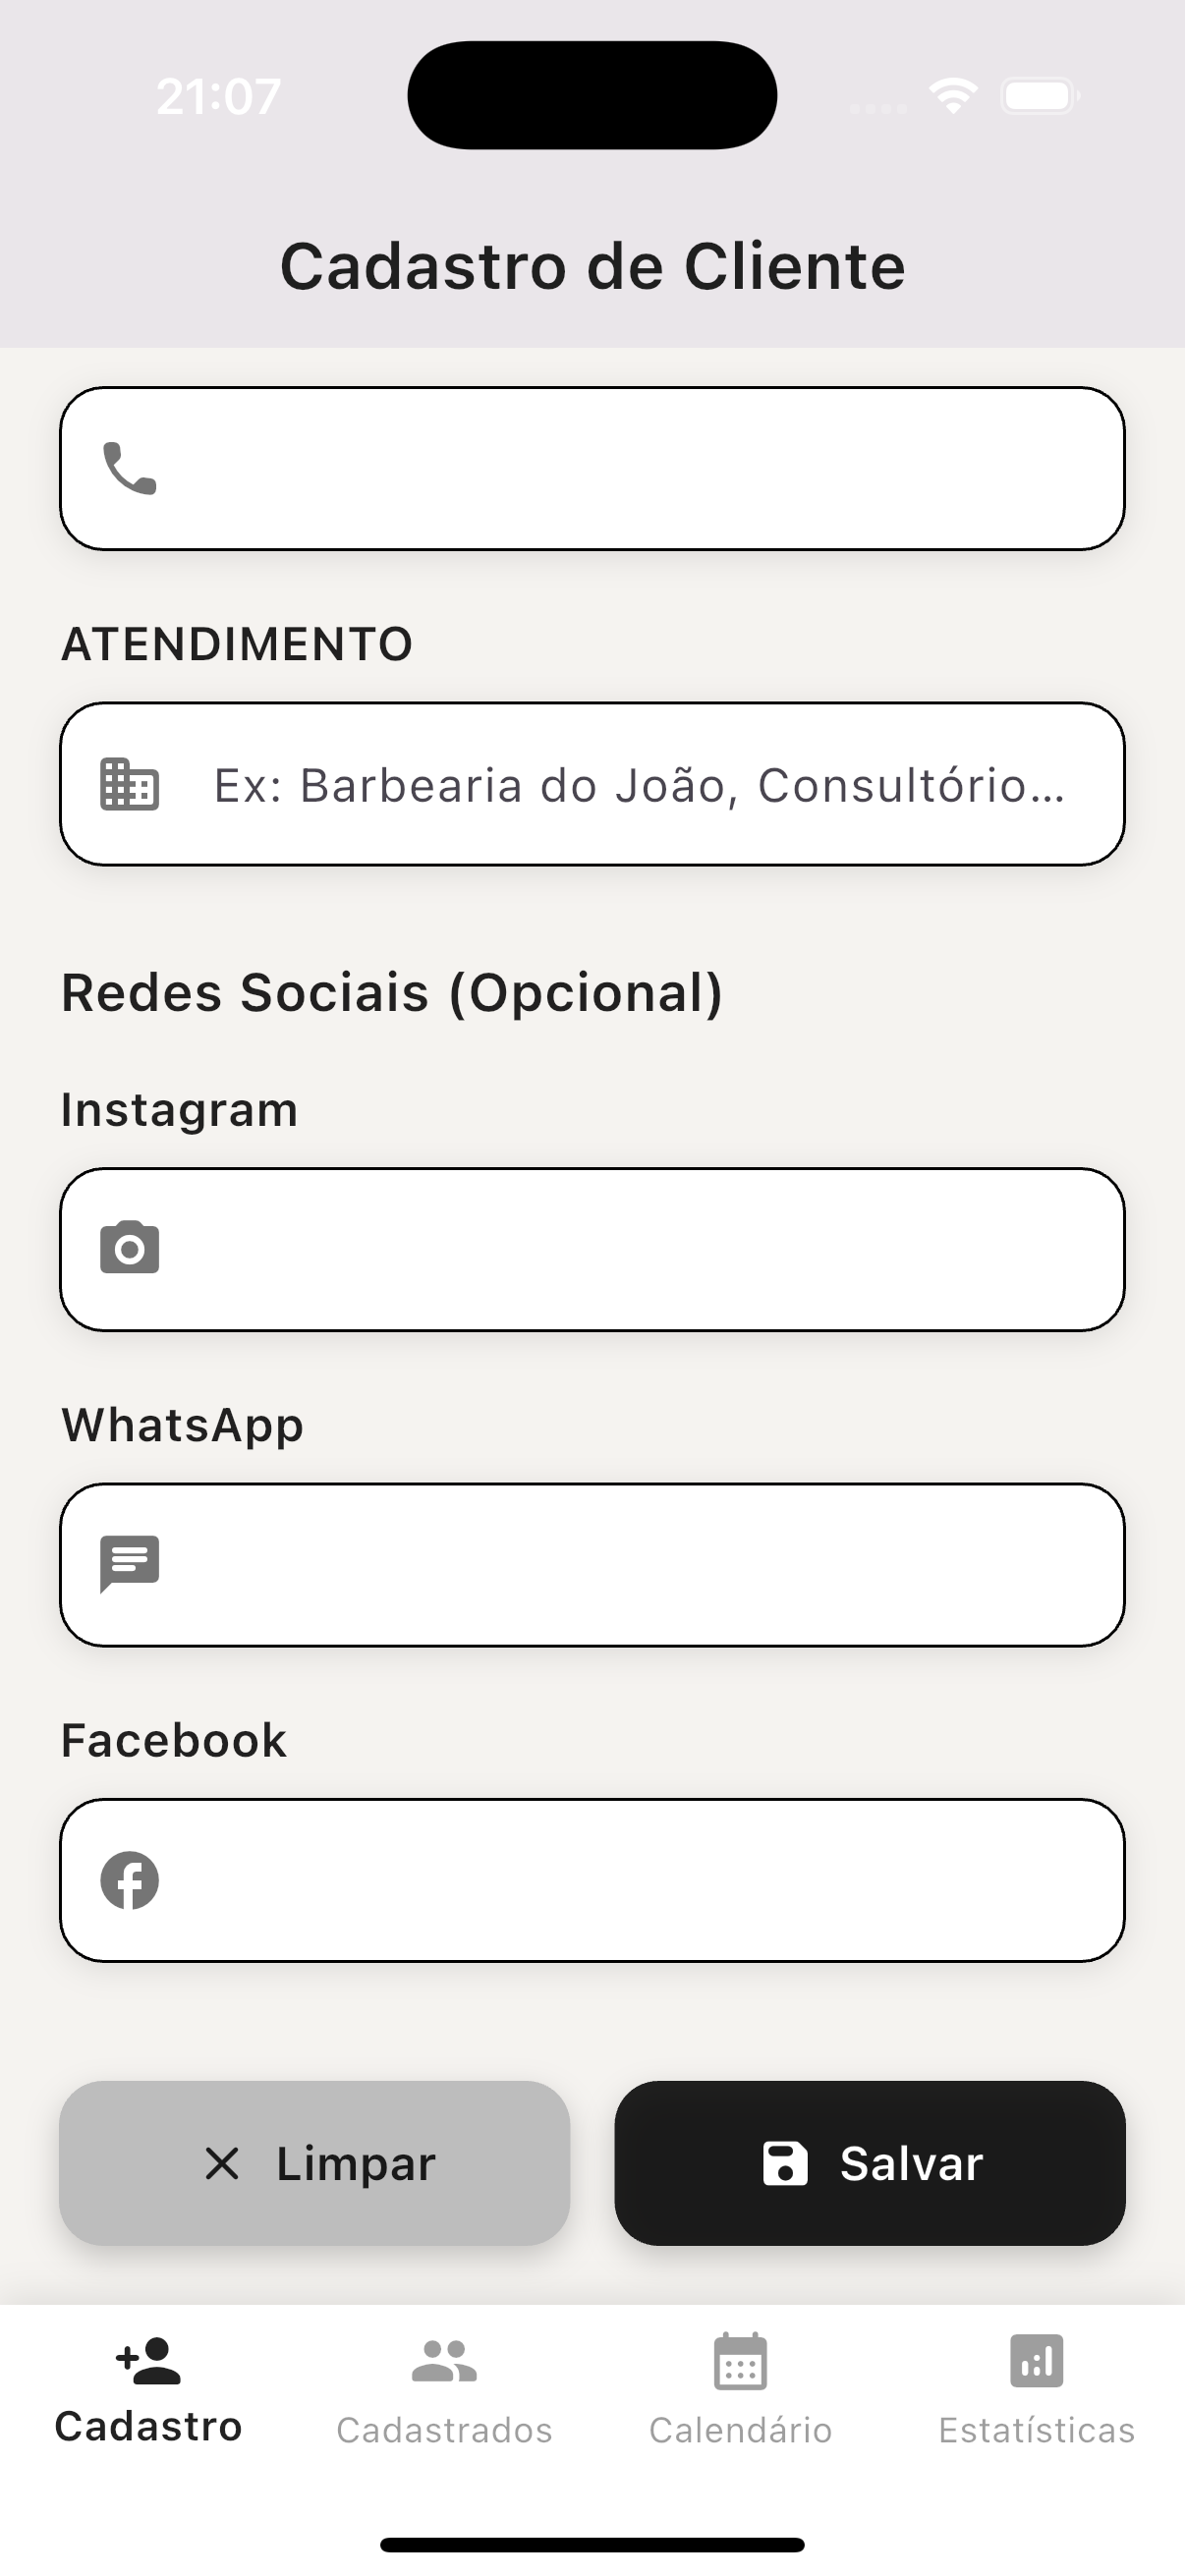 21:07
Cadastro de Cliente
ATENDIMENTO
Ex: Barbearia do João, Consultório...
Redes Sociais (Opcional)
Instagram
WhatsApp
Facebook
Limpar
Salvar
Cadastro
Cadastrados
Calendário
Estatísticas